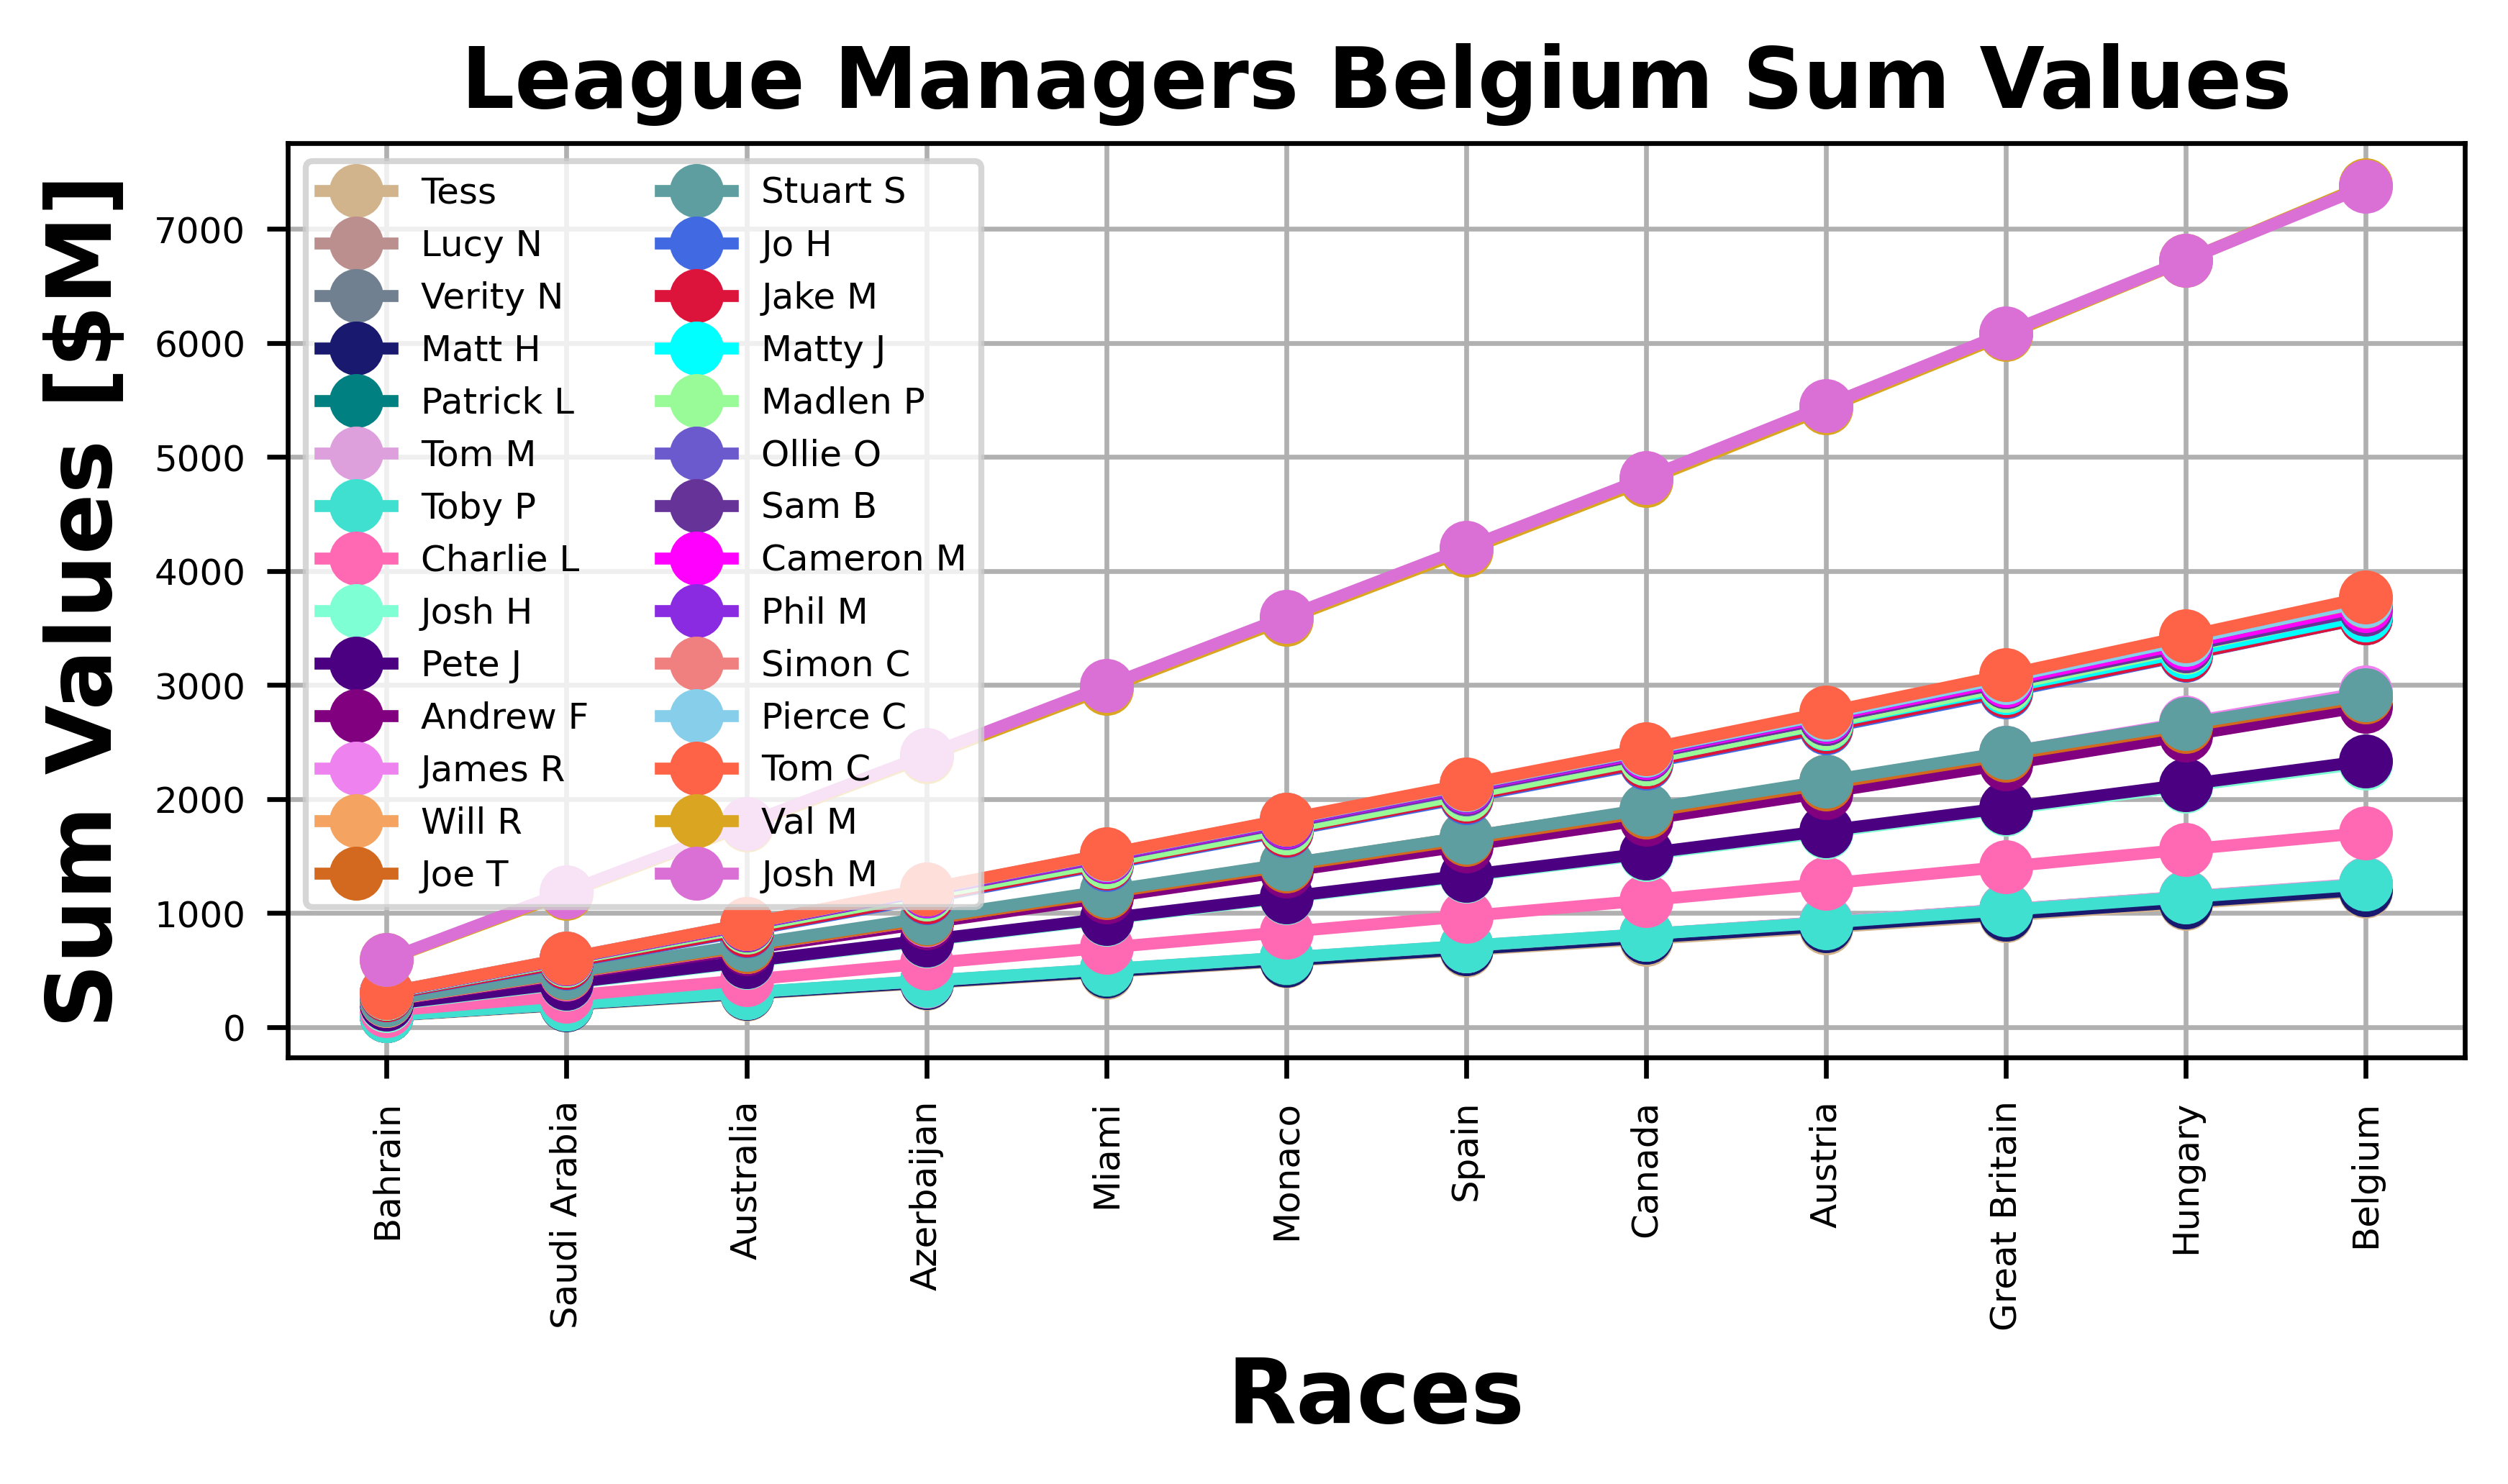 League Managers Belgium Sum Values
Sum Values [$M]
7000
6000
5000
4000
3000
2000
1000
0
Tess
Lucy N
Verity N
Matt H
Patrick L
Tom M
Toby P
Charlie L
Josh H
Pete J
Andrew F
James R
Will R
Joe T
Stuart S
Jo H
Jake M
Matty J
Madlen P
Ollie O
Sam B
Cameron M
Phil M
Simon C
Pierce C
Tom C
Val M
Josh M
Bahrain
Saudi Arabia
Australia
Azerbaijan
Miami
Monaco
Spain
Canada
Austria
Great Britain
Hungary
Belgium
Races